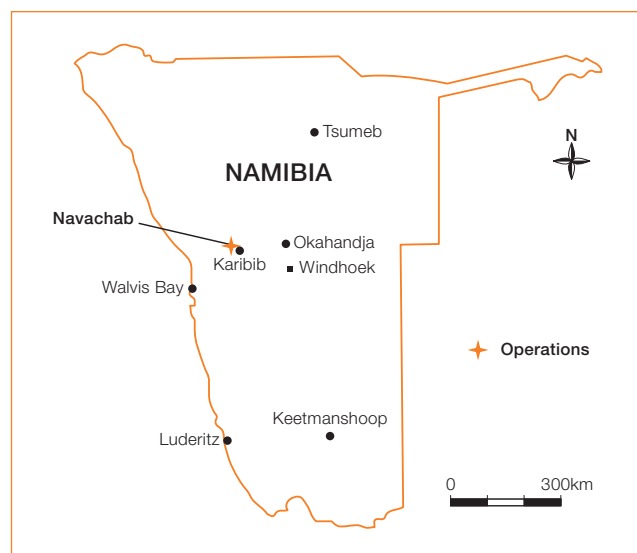 Tsumeb
N
NAMIBIA
Navachab
Okahandja
Karibib
Windhoek
Walvis Bay
Operations
Keetmanshoop
Luderitz
0 300km